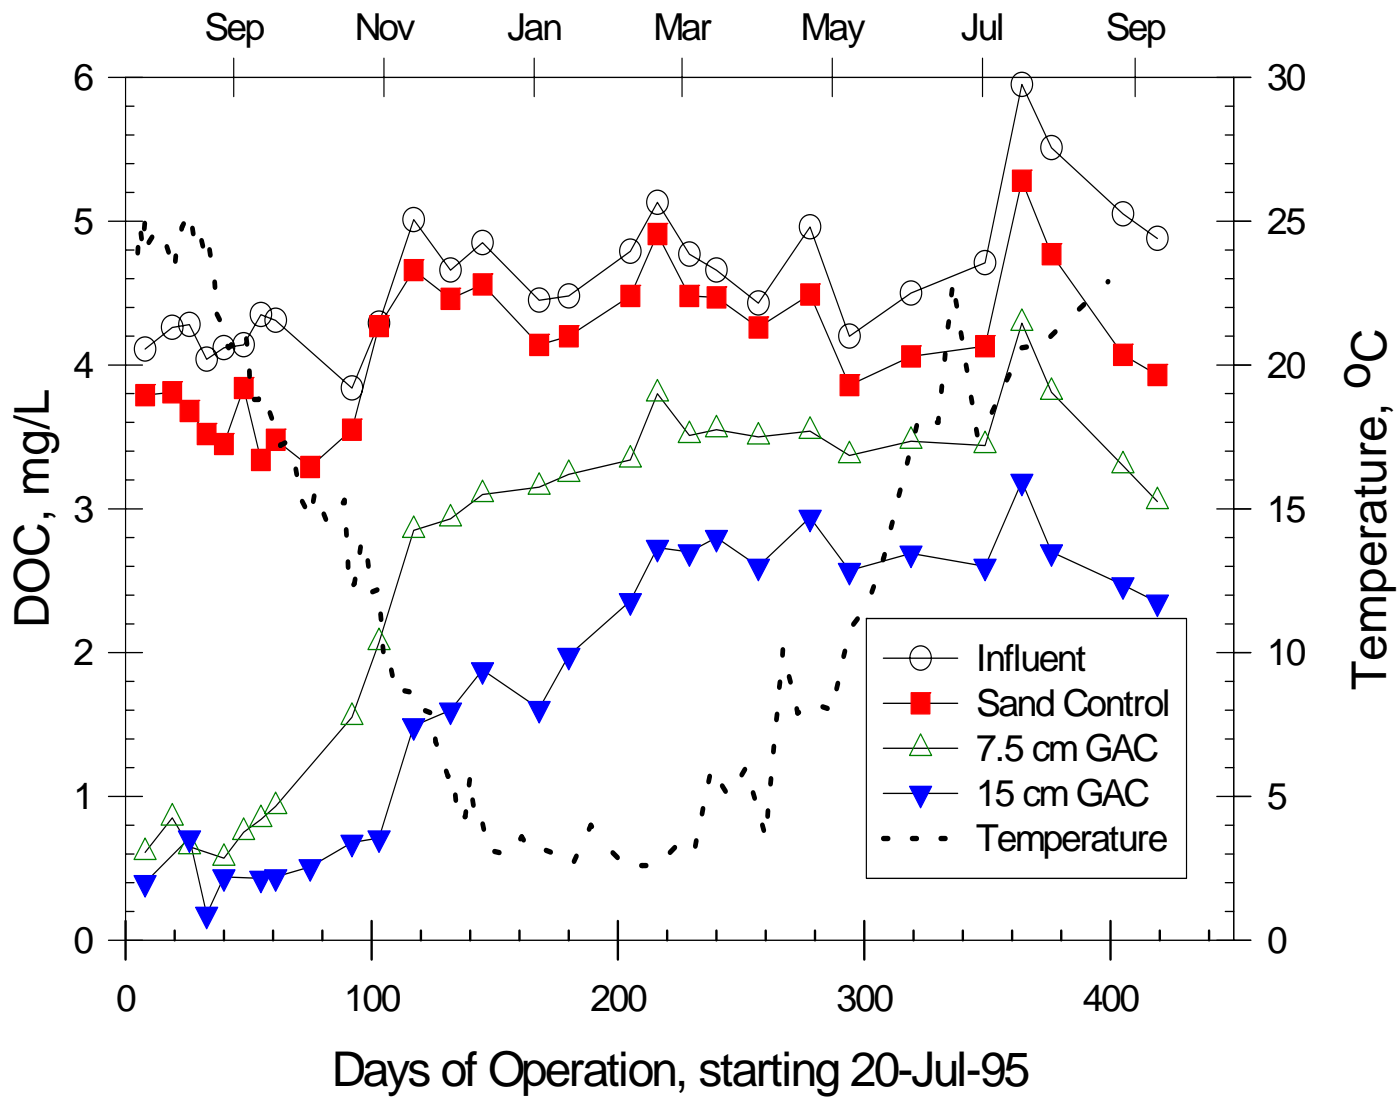 Sep Nov Jan Mar May Jul Sep
6 30
5 25
4 20
3 15
2 10
1 5
0 0
DOC, mg/L
Temperature, oC
Influent
Sand Control
7.5 cm GAC
15 cm GAC
Temperature
0 100 200 300 400
Days of Operation, starting 20-Jul-95